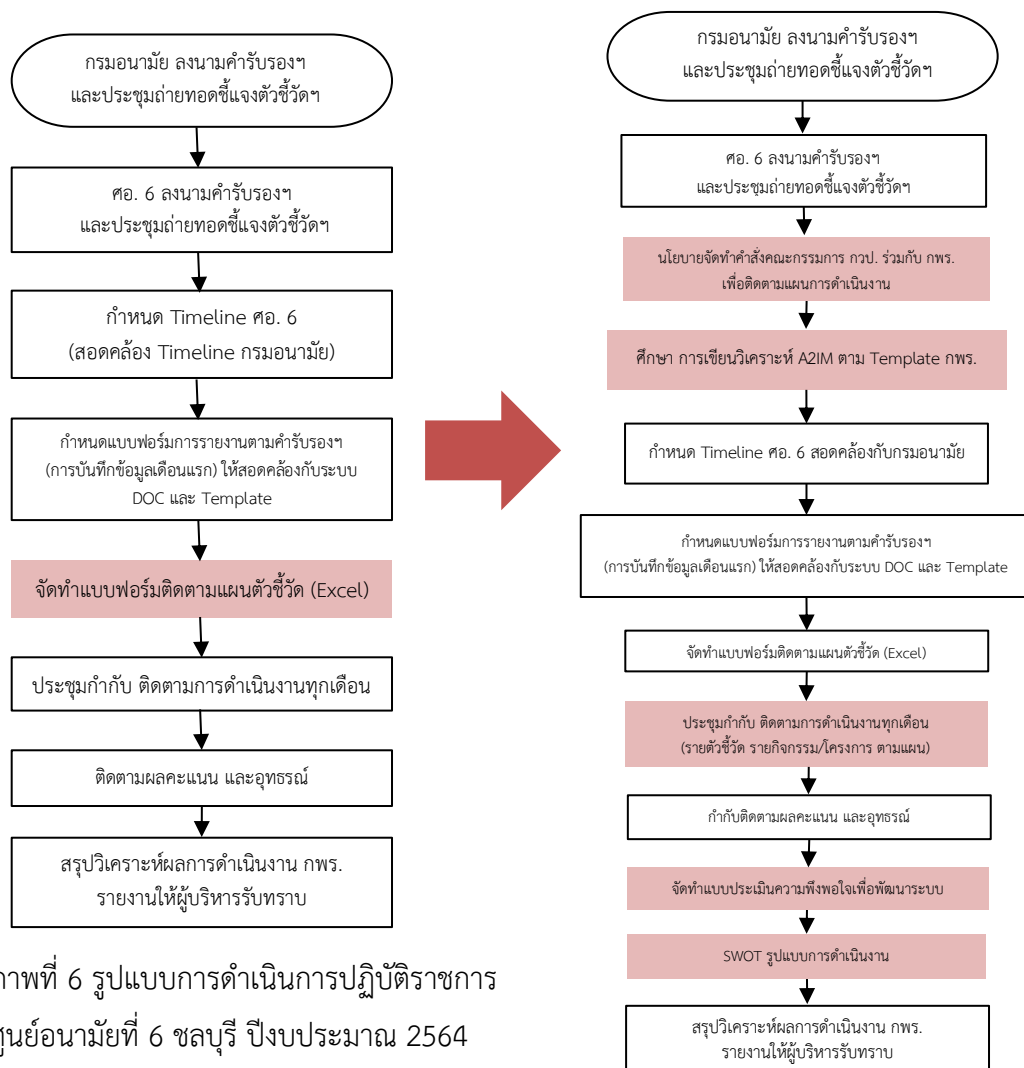 กรมอนามัย ลงนามคำรับรองฯ
และประชุมถ่ายทอดชี้แจงตัวชี้วัดฯ
ศอ. 6 ลงนามคำรับรองฯ
และประชุมถ่ายทอดชี้แจงตัวชี้วัดฯ
กำหนด Timeline ศอ. 6
(สอดคล้อง Timeline กรมอนามัย)
กำหนดแบบฟอร์มการรายงานตามคำรับรองฯ
(การบันทึกข้อมูลเดือนแรก) ให้สอดคล้องกับระบบ
DOC และ Template
จัดทำแบบฟอร์มติดตามแผนตัวชี้วัด (Excel)
ประชุมกำกับ ติดตามการดำเนินงานทุกเดือน
ติดตามผลคะแนน และอุทธรณ์
สรุปวิเคราะห์ผลการดำเนินงาน กพร.
รายงานให้ผู้บริหารรับทราบ
าพที่ 6 รูปแบบการดำเนินการปฏิบัติราชการ
ศูนย์อนามัยที่ 6 ชลบุรี ปีงบประมาณ 2564
กรมอนามัย ลงนามคำรับรองฯ
และประชุมถ่ายทอดชี้แจงตัวชี้วัดฯ
ศอ. 6 ลงนามคำรับรองฯ
และประชุมถ่ายทอดชี้แจงตัวชี้วัดฯ
นโยบายจัดทำคำสั่งคณะกรรมการ กวป. ร่วมกับ กพร.
เพื่อติดตามแผนการดำเนินงาน
ศึกษา การเขียนวิเคราะห์ A2IM ตาม Template กพร.
กำหนด Timeline ศอ. 6 สอดคล้องกับกรมอนามัย
กำหนดแบบฟอร์มการรายงานตามคำรับรองฯ
(การบันทึกข้อมูลเดือนแรก) ให้สอดคล้องกับระบบ DOC และ Template
จัดทำแบบฟอร์มติดตามแผนตัวชี้วัด (Excel)
ประชุมกำกับ ติดตามการดำเนินงานทุกเดือน
(รายตัวชี้วัด รายกิจกรรม/โครงการ ตามแผน)
กำกับติดตามผลคะแนน และอุทธรณ์
จัดทำแบบประเมินความพึงพอใจเพื่อพัฒนาระบบ
SWOT รูปแบบการดำเนินงาน
สรุปวิเคราะห์ผลการดำเนินงาน กพร.
รายงานให้ผู้บริหารรับทราบ